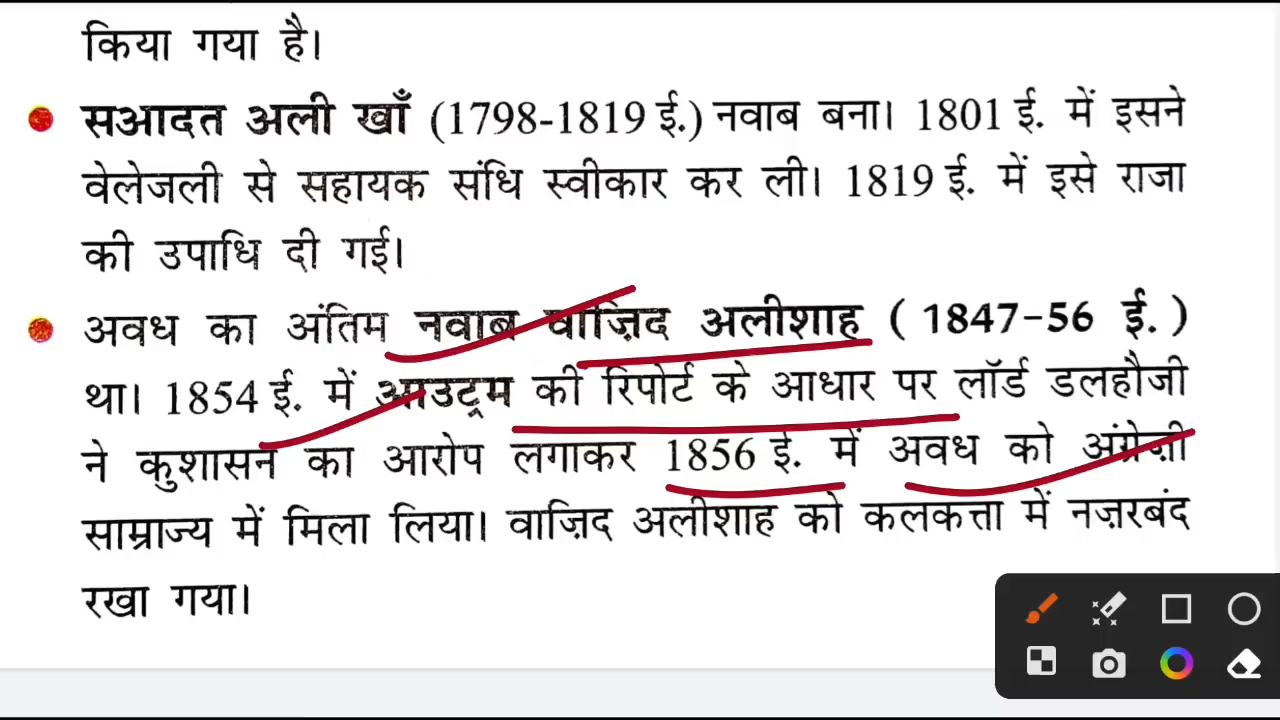 किया गया है।
सआदत अली खाँ (1798-1819 ई.) नवाब बना। 1801 ई. में इसने
वेलेजली से सहायक संधि स्वीकार कर ली। 1819 ई. में इसे राजा
की उपाधि दी गई।
अवध का अंतिम नवाब वाज़िद अलीशाह (1847-56 ई.)
था। 1854 ई. में आउट्रम की रिपोर्ट के आधार पर लॉर्ड डलहौजी
ने कुशासन का आरोप लगाकर 1856 ई. में अवध को अंग्रेज़ी
साम्राज्य में मिला लिया। वाज़िद अलीशाह को कलकत्ता में नज़रबंद
रखा गया।